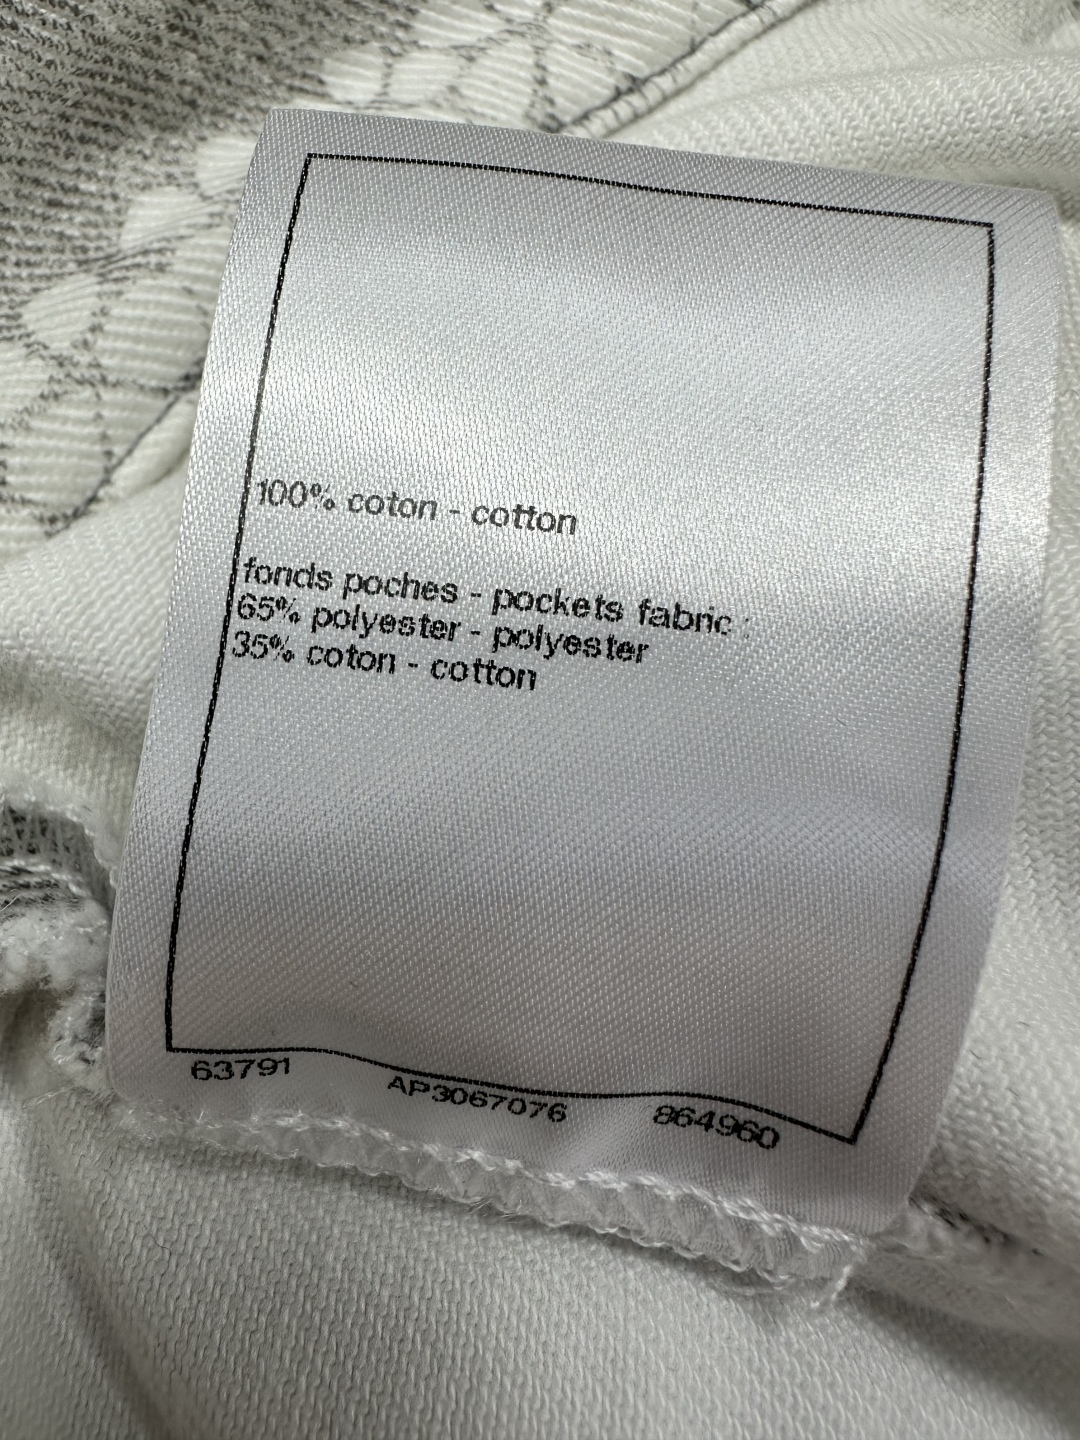 100% coton - cotton
fonds poches - pockets fabric :
65% polyester - polyester
35% coton - cotton
63791 AP3067076 864960